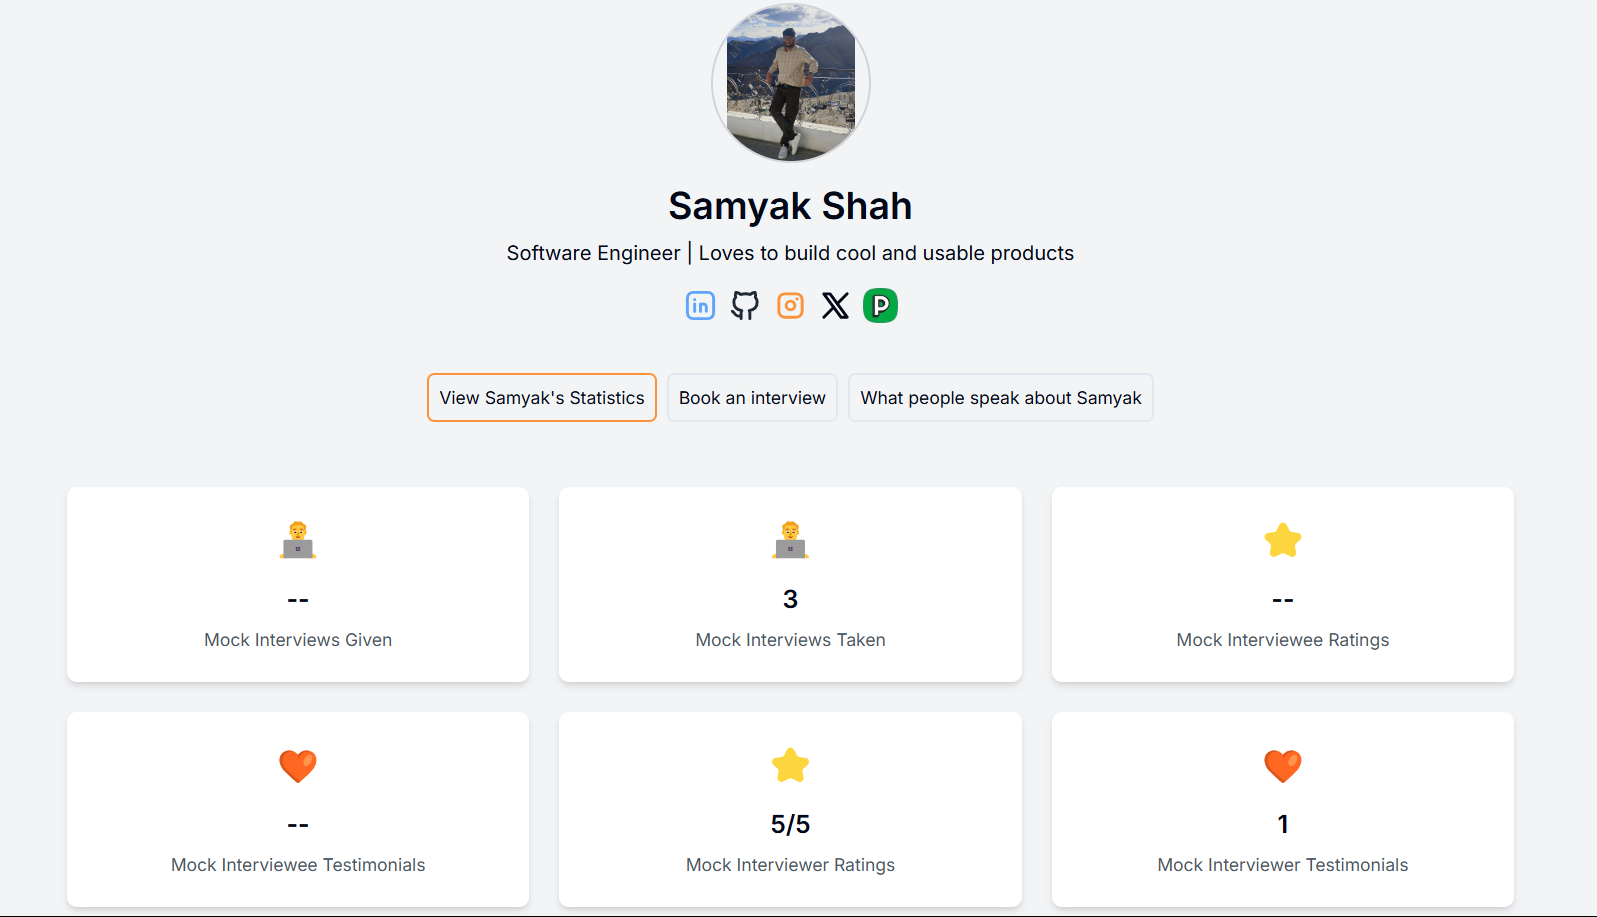 Samyak Shah
Software Engineer | Loves to build cool and usable products
in
P
View Samyak's Statistics
Book an interview
What people speak about Samyak
--
Mock Interviews Given
3
Mock Interviews Taken
--
Mock Interviewee Ratings
--
Mock Interviewee Testimonials
5/5
Mock Interviewer Ratings
1
Mock Interviewer Testimonials